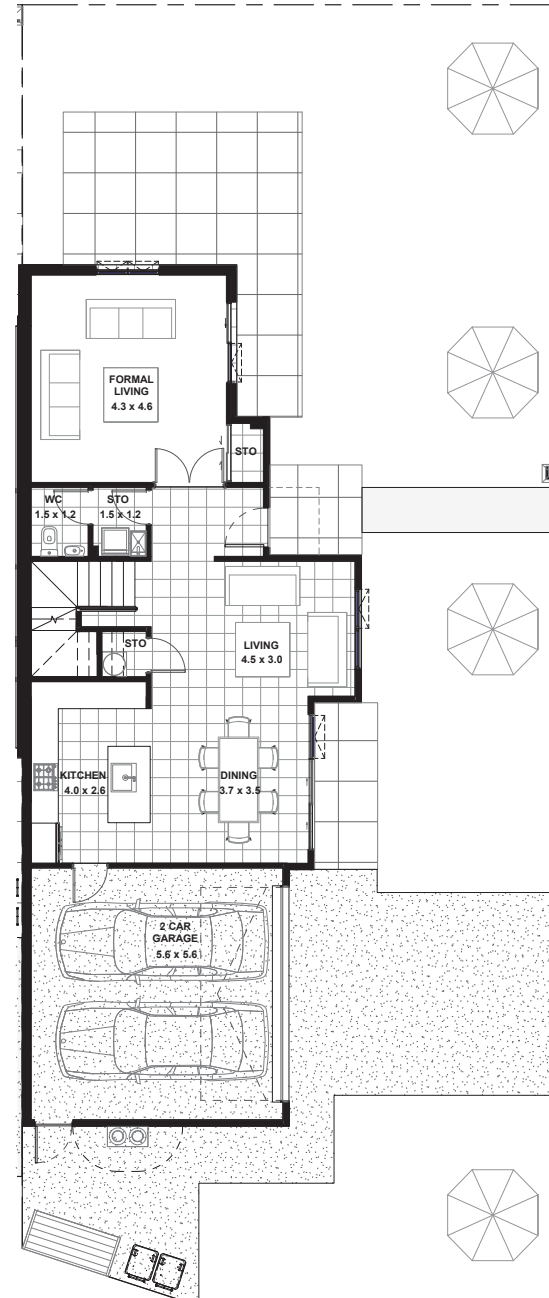 FORMAL
LIVING
4.3 x 4.6
STO
WC
1.5 x 1.2
STO
1.5 x 1.2
STO
LIVING
4.5 x 3.0
KITCHEN
4.0 x 2.6
DINING
3.7 x 3.5
2 CAR
GARAGE
5.6 x 5.6